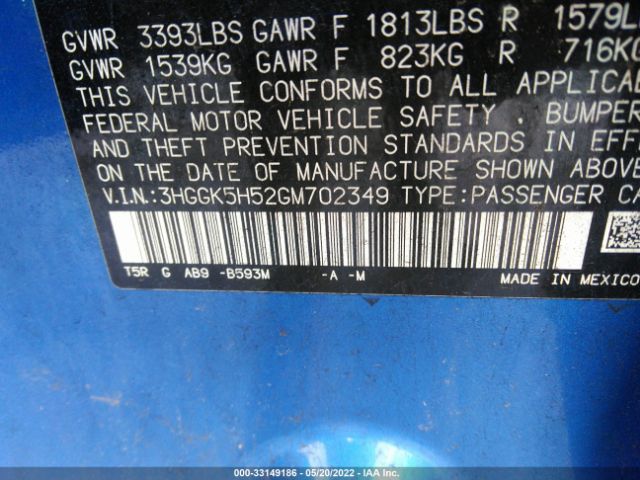 GVWR 3393LBS GAWR F 1813LBS R 1579L
GVWR 1539KG GAWR F 823KG R 716KG
THIS VEHICLE CONFORMS TO ALL APPLICA
FEDERAL MOTOR VEHICLE SAFETY , BUMPER
AND THEFT PREVENTION STANDARDS IN EFF
ON THE DATE OF MANUFACTURE SHOWN ABOVE
V.I.N:3HGGK5H52GM702349 TYPE:PASSENGER CA
T5R G AB9 -B593M -A -M
MADE IN MEXICO
000-33149186 - 05/20/2022 - IAA Inc.